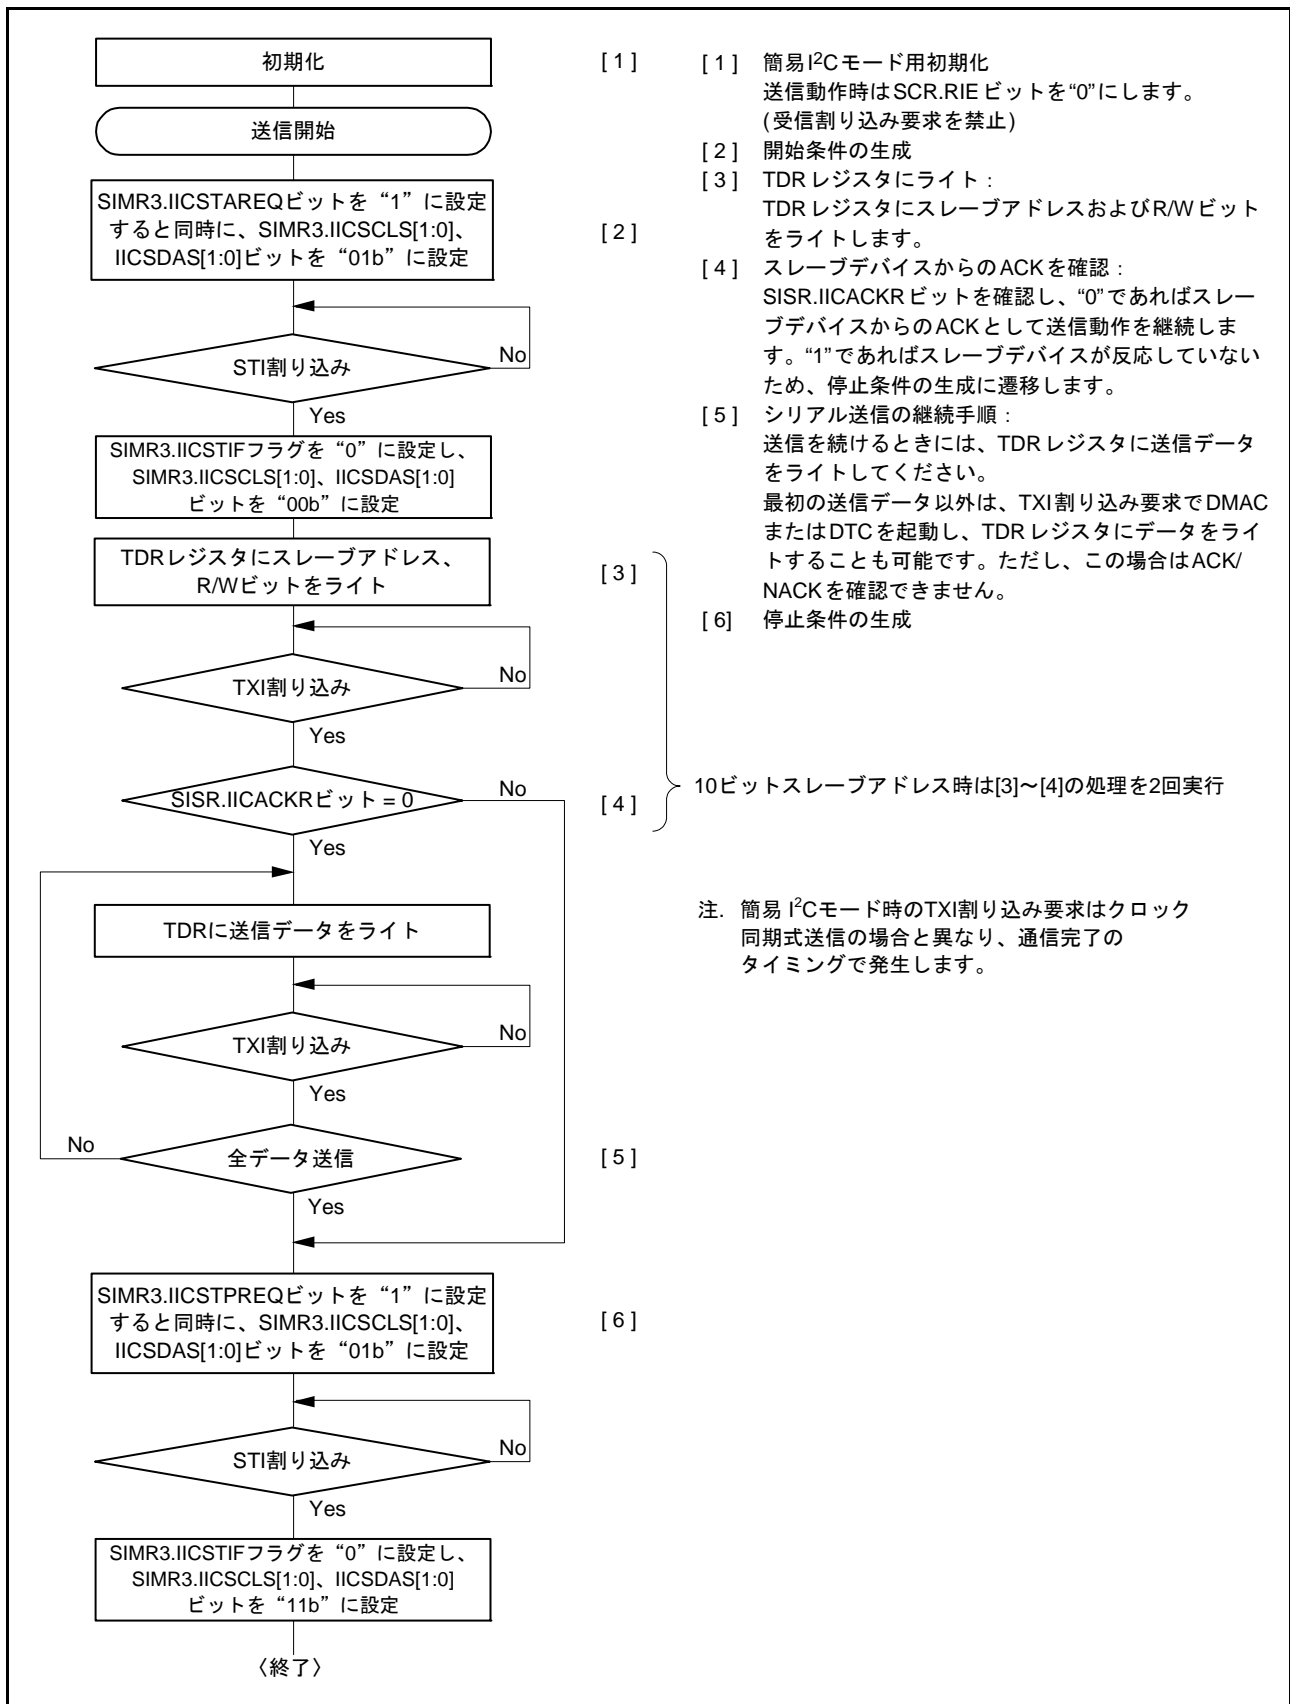 初期化
[ 1 ]
送信開始
SIMR3.IICSTAREQビットを“1”に設定
すると同時に、SIMR3.IICSCLS[1:0]、
IICSDAS[1:0]ビットを“01b”に設定
[ 2 ]
STI割り込み
No
Yes
SIMR3.IICSTIFフラグを“0”に設定し、
SIMR3.IICSCLS[1:0]、IICSDAS[1:0]
ビットを“00b”に設定
TDRレジスタにスレーブアドレス、
R/Wビットをライト
[ 3 ]
TXI割り込み
No
Yes
SISR.IICACKRビット = 0
No
[ 4 ]
Yes
TDRに送信データをライト
TXI割り込み
No
Yes
全データ送信
No
[ 5 ]
Yes
SIMR3.IICSTPREQビットを“1”に設定
すると同時に、SIMR3.IICSCLS[1:0]、
IICSDAS[1:0]ビットを“01b”に設定
[ 6 ]
STI割り込み
No
Yes
SIMR3.IICSTIFフラグを“0”に設定し、
SIMR3.IICSCLS[1:0]、IICSDAS[1:0]
ビットを“11b”に設定
〈終了〉
[ 1 ] 簡易I2Cモード用初期化
送信動作時はSCR.RIEビットを“0”にします。
(受信割り込み要求を禁止)
[ 2 ] 開始条件の生成
[ 3 ] TDRレジスタにライト：
TDRレジスタにスレーブアドレスおよびR/Wビット
をライトします。
[ 4 ] スレーブデバイスからのACKを確認：
SISR.IICACKRビットを確認し、“0”であればスレー
ブデバイスからのACKとして送信動作を継続しま
す。“1”であればスレーブデバイスが反応していない
ため、停止条件の生成に遷移します。
[ 5 ] シリアル送信の継続手順：
送信を続けるときには、TDRレジスタに送信データ
をライトしてください。
最初の送信データ以外は、TXI割り込み要求でDMAC
またはDTCを起動し、TDRレジスタにデータをライ
トすることも可能です。ただし、この場合はACK/
NACKを確認できません。
[ 6] 停止条件の生成
10ビットスレーブアドレス時は[3]～[4]の処理を2回実行
注. 簡易 I2Cモード時のTXI割り込み要求はクロック
同期式送信の場合と異なり、通信完了の
タイミングで発生します。